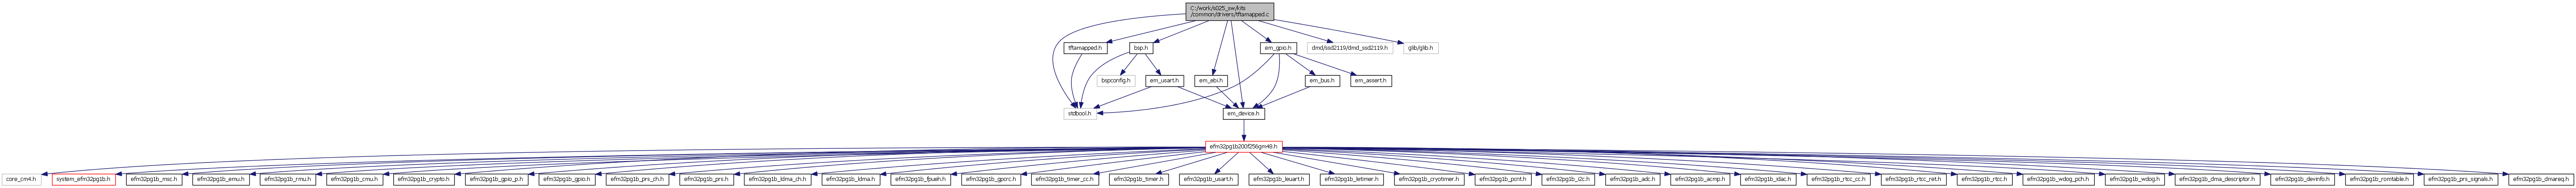 C:/work/s025_sw/kits
/common/drivers/tftamapped.c
tftamapped.h
bsp.h
em_gpio.h
dmd/ssd2119/dmd_ssd2119.h
glib/glib.h
bspconfig.h
em_usart.h
em_ebi.h
em_bus.h
em_assert.h
stdbool.h
em_device.h
efm32pg1b200f256gm48.h
core_cm4.h
system_efm32pg1b.h
efm32pg1b_msc.h
efm32pg1b_emu.h
efm32pg1b_rmu.h
efm32pg1b_cmu.h
efm32pg1b_crypto.h
efm32pg1b_gpio_p.h
efm32pg1b_gpio.h
efm32pg1b_prs_ch.h
efm32pg1b_prs.h
efm32pg1b_ldma_ch.h
efm32pg1b_ldma.h
efm32pg1b_fpueh.h
efm32pg1b_gpcrc.h
efm32pg1b_timer_cc.h
efm32pg1b_timer.h
efm32pg1b_usart.h
efm32pg1b_leuart.h
efm32pg1b_letimer.h
efm32pg1b_cryotimer.h
efm32pg1b_pcnt.h
efm32pg1b_i2c.h
efm32pg1b_adc.h
efm32pg1b_acmp.h
efm32pg1b_idac.h
efm32pg1b_rtcc_cc.h
efm32pg1b_rtcc_ret.h
efm32pg1b_rtcc.h
efm32pg1b_wdog_pch.h
efm32pg1b_wdog.h
efm32pg1b_dma_descriptor.h
efm32pg1b_devinfo.h
efm32pg1b_romtable.h
efm32pg1b_prs_signals.h
efm32pg1b_dmareq.h